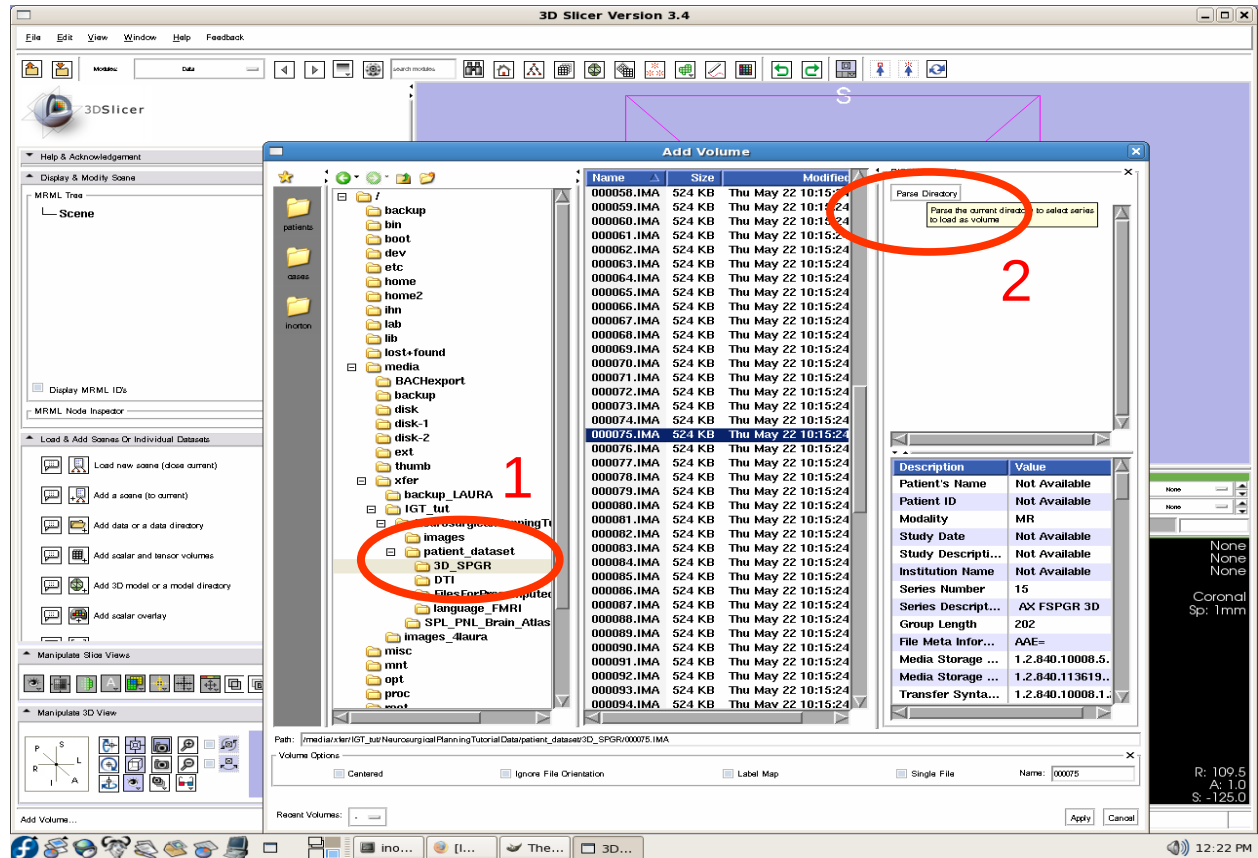 3D Slicer Version 3.4
File Edit View Window Help Feedback
Modules: Data
search modules
3DSlicer
S
Help & Acknowledgement
Display & Modify Scene
MRML Tree
Scene
Display MRML ID's
MRML Node Inspector
Load & Add Scenes Or Individual Datasets
Load new scene (close current)
Add a scene (to current)
Add data or a data directory
Add scalar and tensor volumes
Add 3D model or a model directory
Add scalar overlay
Manipulate Slice Views
Manipulate 3D View
P S
R L
I A
Add Volume...
Add Volume
patients
cases
inorton
/
backup
bin
boot
dev
etc
home
home2
ihn
lab
lib
lost+found
media
BACHexport
backup
disk
disk-1
disk-2
ext
thumb
xfer
backup_LAURA
IGT_tut
images
patient_dataset
3D_SPGR
DTI
language_FMRI
SPL_PNL_Brain_Atlas
images_4laura
misc
mnt
opt
proc
root
1
Name Size Modified
000058.IMA 524 KB Thu May 22 10:15:24
000059.IMA 524 KB Thu May 22 10:15:24
000060.IMA 524 KB Thu May 22 10:15:24
000061.IMA 524 KB Thu May 22 10:15:24
000062.IMA 524 KB Thu May 22 10:15:24
000063.IMA 524 KB Thu May 22 10:15:24
000064.IMA 524 KB Thu May 22 10:15:24
000065.IMA 524 KB Thu May 22 10:15:24
000066.IMA 524 KB Thu May 22 10:15:24
000067.IMA 524 KB Thu May 22 10:15:24
000068.IMA 524 KB Thu May 22 10:15:24
000069.IMA 524 KB Thu May 22 10:15:24
000070.IMA 524 KB Thu May 22 10:15:24
000071.IMA 524 KB Thu May 22 10:15:24
000072.IMA 524 KB Thu May 22 10:15:24
000073.IMA 524 KB Thu May 22 10:15:24
000074.IMA 524 KB Thu May 22 10:15:24
000075.IMA 524 KB Thu May 22 10:15:24
000076.IMA 524 KB Thu May 22 10:15:24
000077.IMA 524 KB Thu May 22 10:15:24
000078.IMA 524 KB Thu May 22 10:15:24
000079.IMA 524 KB Thu May 22 10:15:24
000080.IMA 524 KB Thu May 22 10:15:24
000081.IMA 524 KB Thu May 22 10:15:24
000082.IMA 524 KB Thu May 22 10:15:24
000083.IMA 524 KB Thu May 22 10:15:24
000084.IMA 524 KB Thu May 22 10:15:24
000085.IMA 524 KB Thu May 22 10:15:24
000086.IMA 524 KB Thu May 22 10:15:24
000087.IMA 524 KB Thu May 22 10:15:24
000088.IMA 524 KB Thu May 22 10:15:24
000089.IMA 524 KB Thu May 22 10:15:24
000090.IMA 524 KB Thu May 22 10:15:24
000091.IMA 524 KB Thu May 22 10:15:24
000092.IMA 524 KB Thu May 22 10:15:24
000093.IMA 524 KB Thu May 22 10:15:24
000094.IMA 524 KB Thu May 22 10:15:24
Parse Directory
Parse the current directory to select series
to load as volume
2
Description Value
Patient's Name Not Available
Patient ID Not Available
Modality MR
Study Date Not Available
Study Descripti... Not Available
Institution Name Not Available
Series Number 15
Series Descript... AX FSPGR 3D
Group Length 202
File Meta Infor... AAE=
Media Storage ... 1.2.840.10008.5.
Media Storage ... 1.2.840.113619..
Transfer Synta... 1.2.840.10008.1.
Path: /media/xfer/IGT_tut/NeurosurgicalPlanningTutorialData/patient_dataset/3D_SPGR/000075.IMA
Volume Options
Centered Ignore File Orientation Label Map Single File Name: 000075
Recent Volumes: Apply Cancel
None
None
None
None
None
Coronal
Sp: 1mm
R: 109.5
A: 1.0
S: -125.0
ino... [I... The... 3D... 12:22 PM